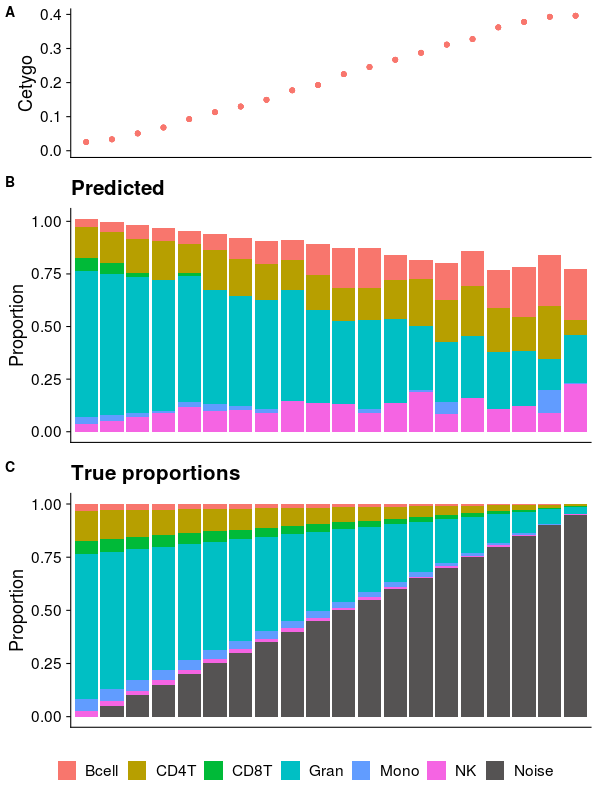 A
0.4
0.3
0.2
0.1
0.0
Cetygo
B
Predicted
1.00
0.75
0.50
0.25
0.00
Proportion
C
True proportions
1.00
0.75
0.50
0.25
0.00
Proportion
Bcell CD4T CD8T Gran Mono NK Noise